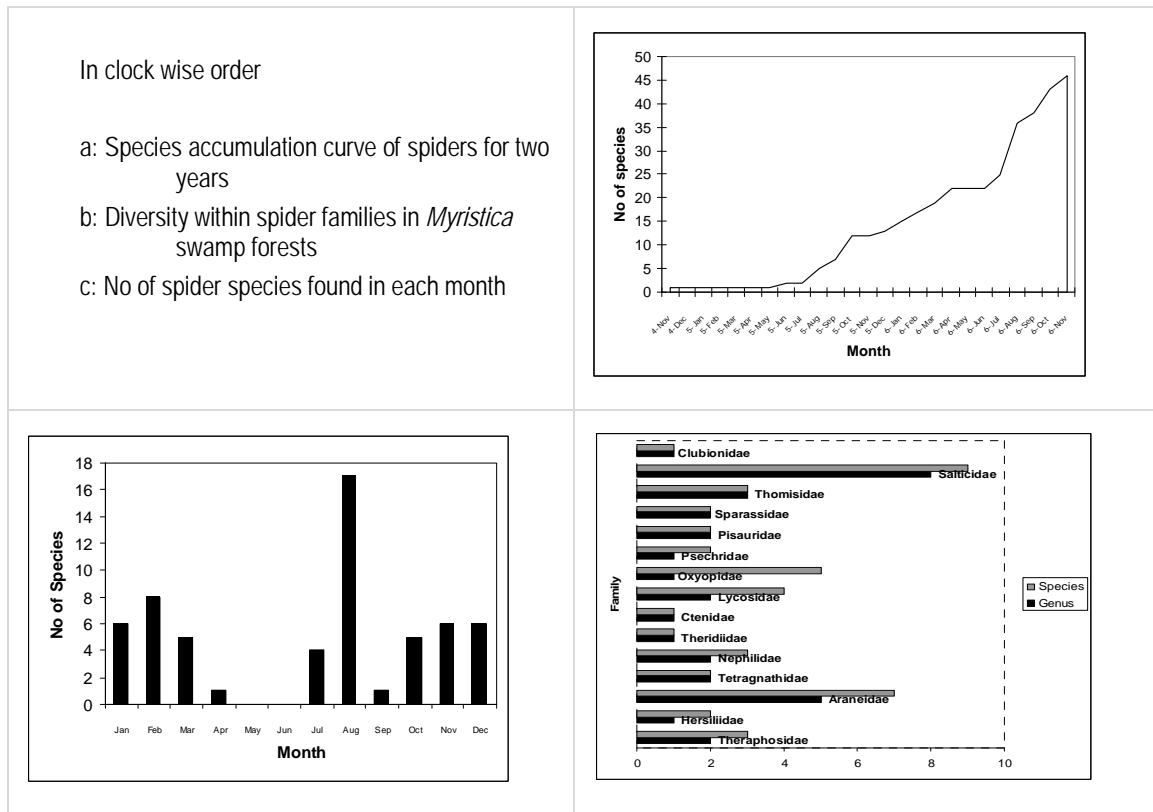 In clock wise order
a: Species accumulation curve of spiders for two
years
b: Diversity within spider families in Myristica
swamp forests
c: No of spider species found in each month
50
45
40
35
30
25
20
15
10
5
0
No of species
4-Nov 4-Dec 5-Jan 5-Feb 5-Mar 5-Apr 5-May 5-Jun 5-Jul 5-Aug 5-Sep 5-Oct 5-Nov 5-Dec 6-Jan 6-Feb 6-Mar 6-Apr 6-May 6-Jun 6-Jul 6-Aug 6-Sep 6-Oct 6-Nov
Month
18
16
14
12
10
8
6
4
2
0
No of Species
Jan Feb Mar Apr May Jun Jul Aug Sep Oct Nov Dec
Month
Clubionidae
Salticidae
Thomisidae
Sparassidae
Pisauridae
Psechridae
Oxyopidae
Lycosidae
Ctenidae
Theridiidae
Nephilidae
Tetragnathidae
Araneidae
Hersiliidae
Theraphosidae
Family
0 2 4 6 8 10
Species
Genus